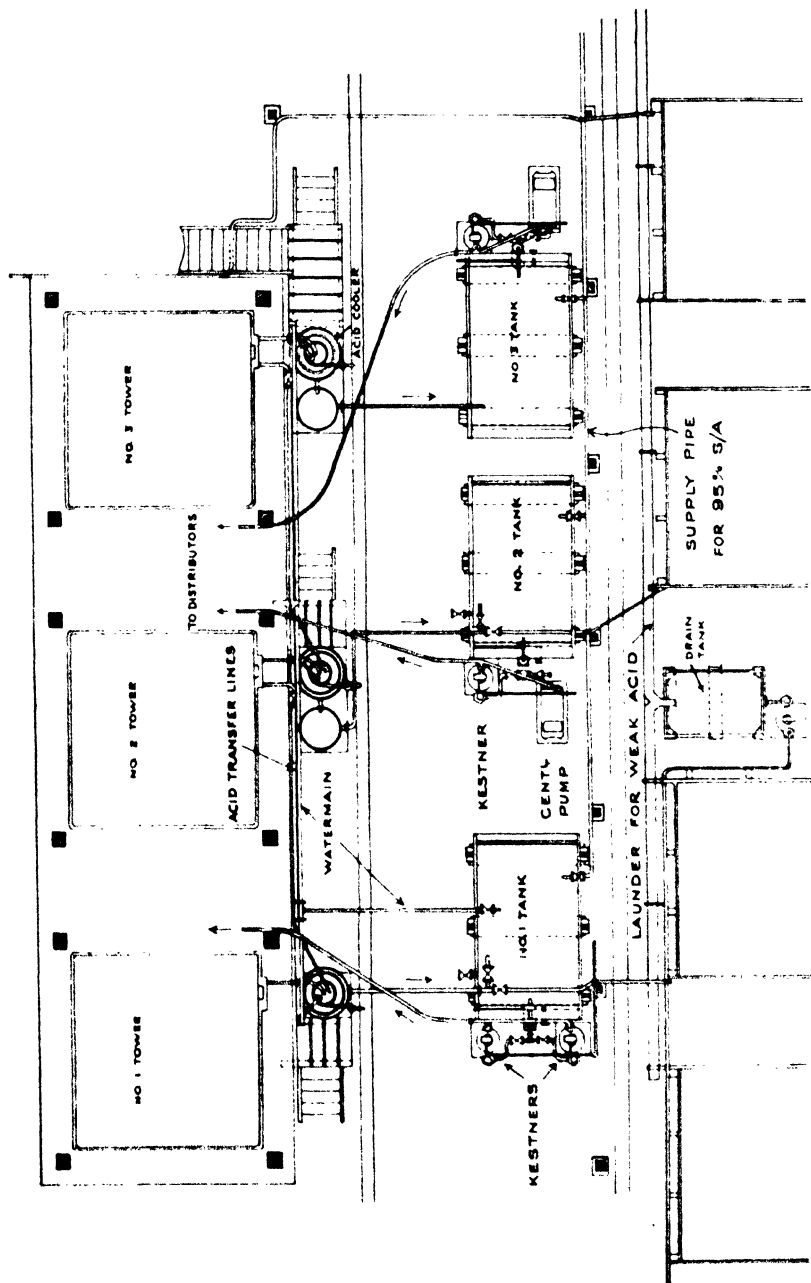 NO. 1 TOWER
NO. 2 TOWER
NO. 3 TOWER
TO DISTRIBUTORS
ACID TRANSFER LINES
WATERMAIN
ACID COOLER
KESTNERS
KESTNER
CENTL
PUMP
NO. 1 TANK
NO. 2 TANK
NO 3 TANK
LAUNDER FOR WEAK ACID
DRAIN
TANK
SUPPLY PIPE
FOR 95% S/A